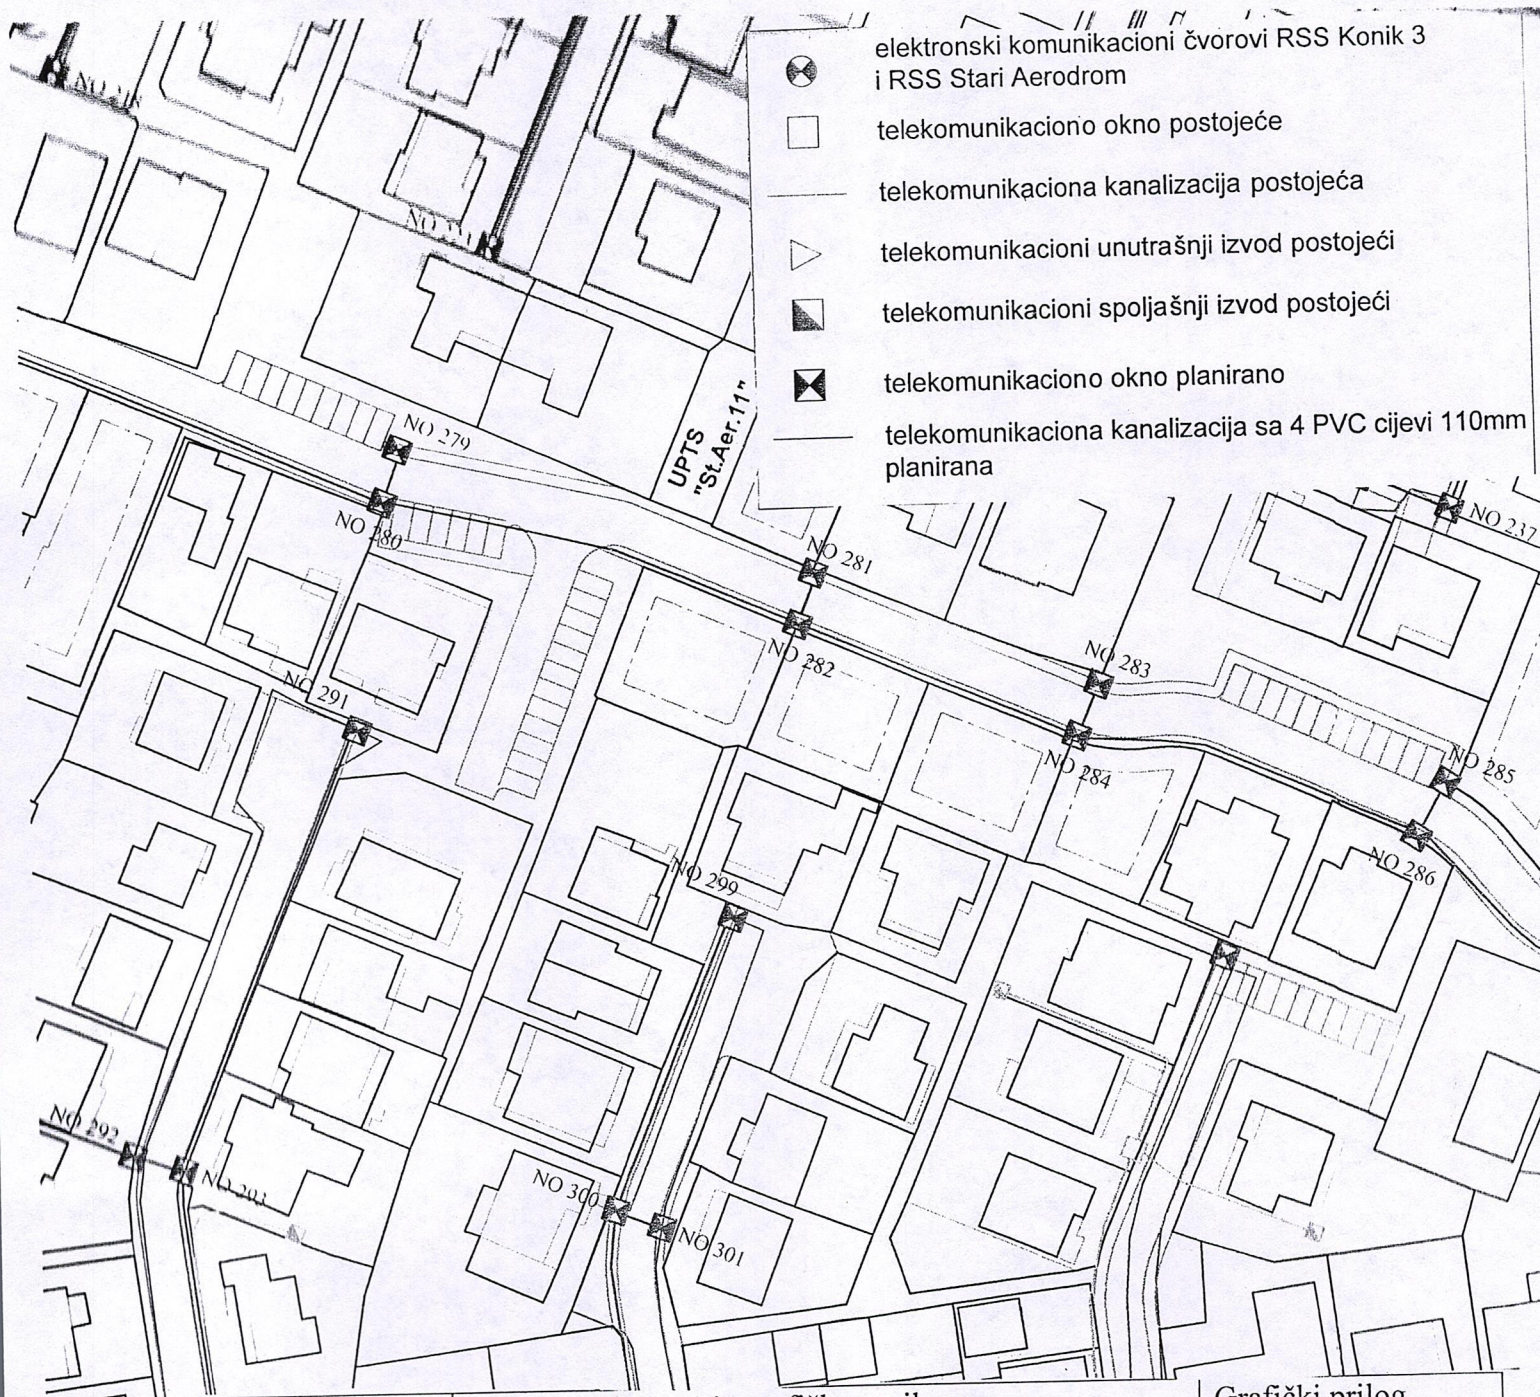 elektronski komunikacioni čvorovi RSS Konik 3
i RSS Stari Aerodrom
telekomunikaciono okno postojeće
telekomunikaciona kanalizacija postojeća
telekomunikacioni unutrašnji izvod postojeći
telekomunikacioni spoljašnji izvod postojeći
telekomunikaciono okno planirano
telekomunikaciona kanalizacija sa 4 PVC cijevi 110mm
planirana
NO
NO
UPTS
"St.Aer.11"
NO 279
NO 280
NO 237
NO 281
NO 282
NO 283
NO 284
NO 285
NO 286
NO 291
NO 299
NO 292
NO 300
NO 301
Grafički prilog